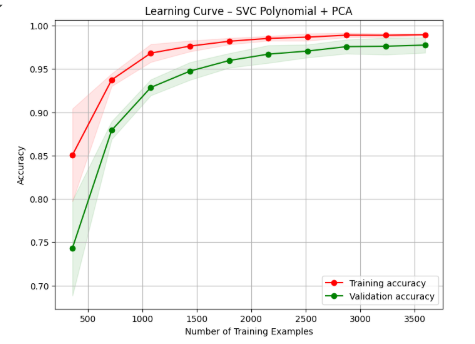 Learning Curve – SVC Polynomial + PCA
1.00
0.95
0.90
0.85
0.80
0.75
0.70
Accuracy
500 1000 1500 2000 2500 3000 3500
Number of Training Examples
Training accuracy
Validation accuracy